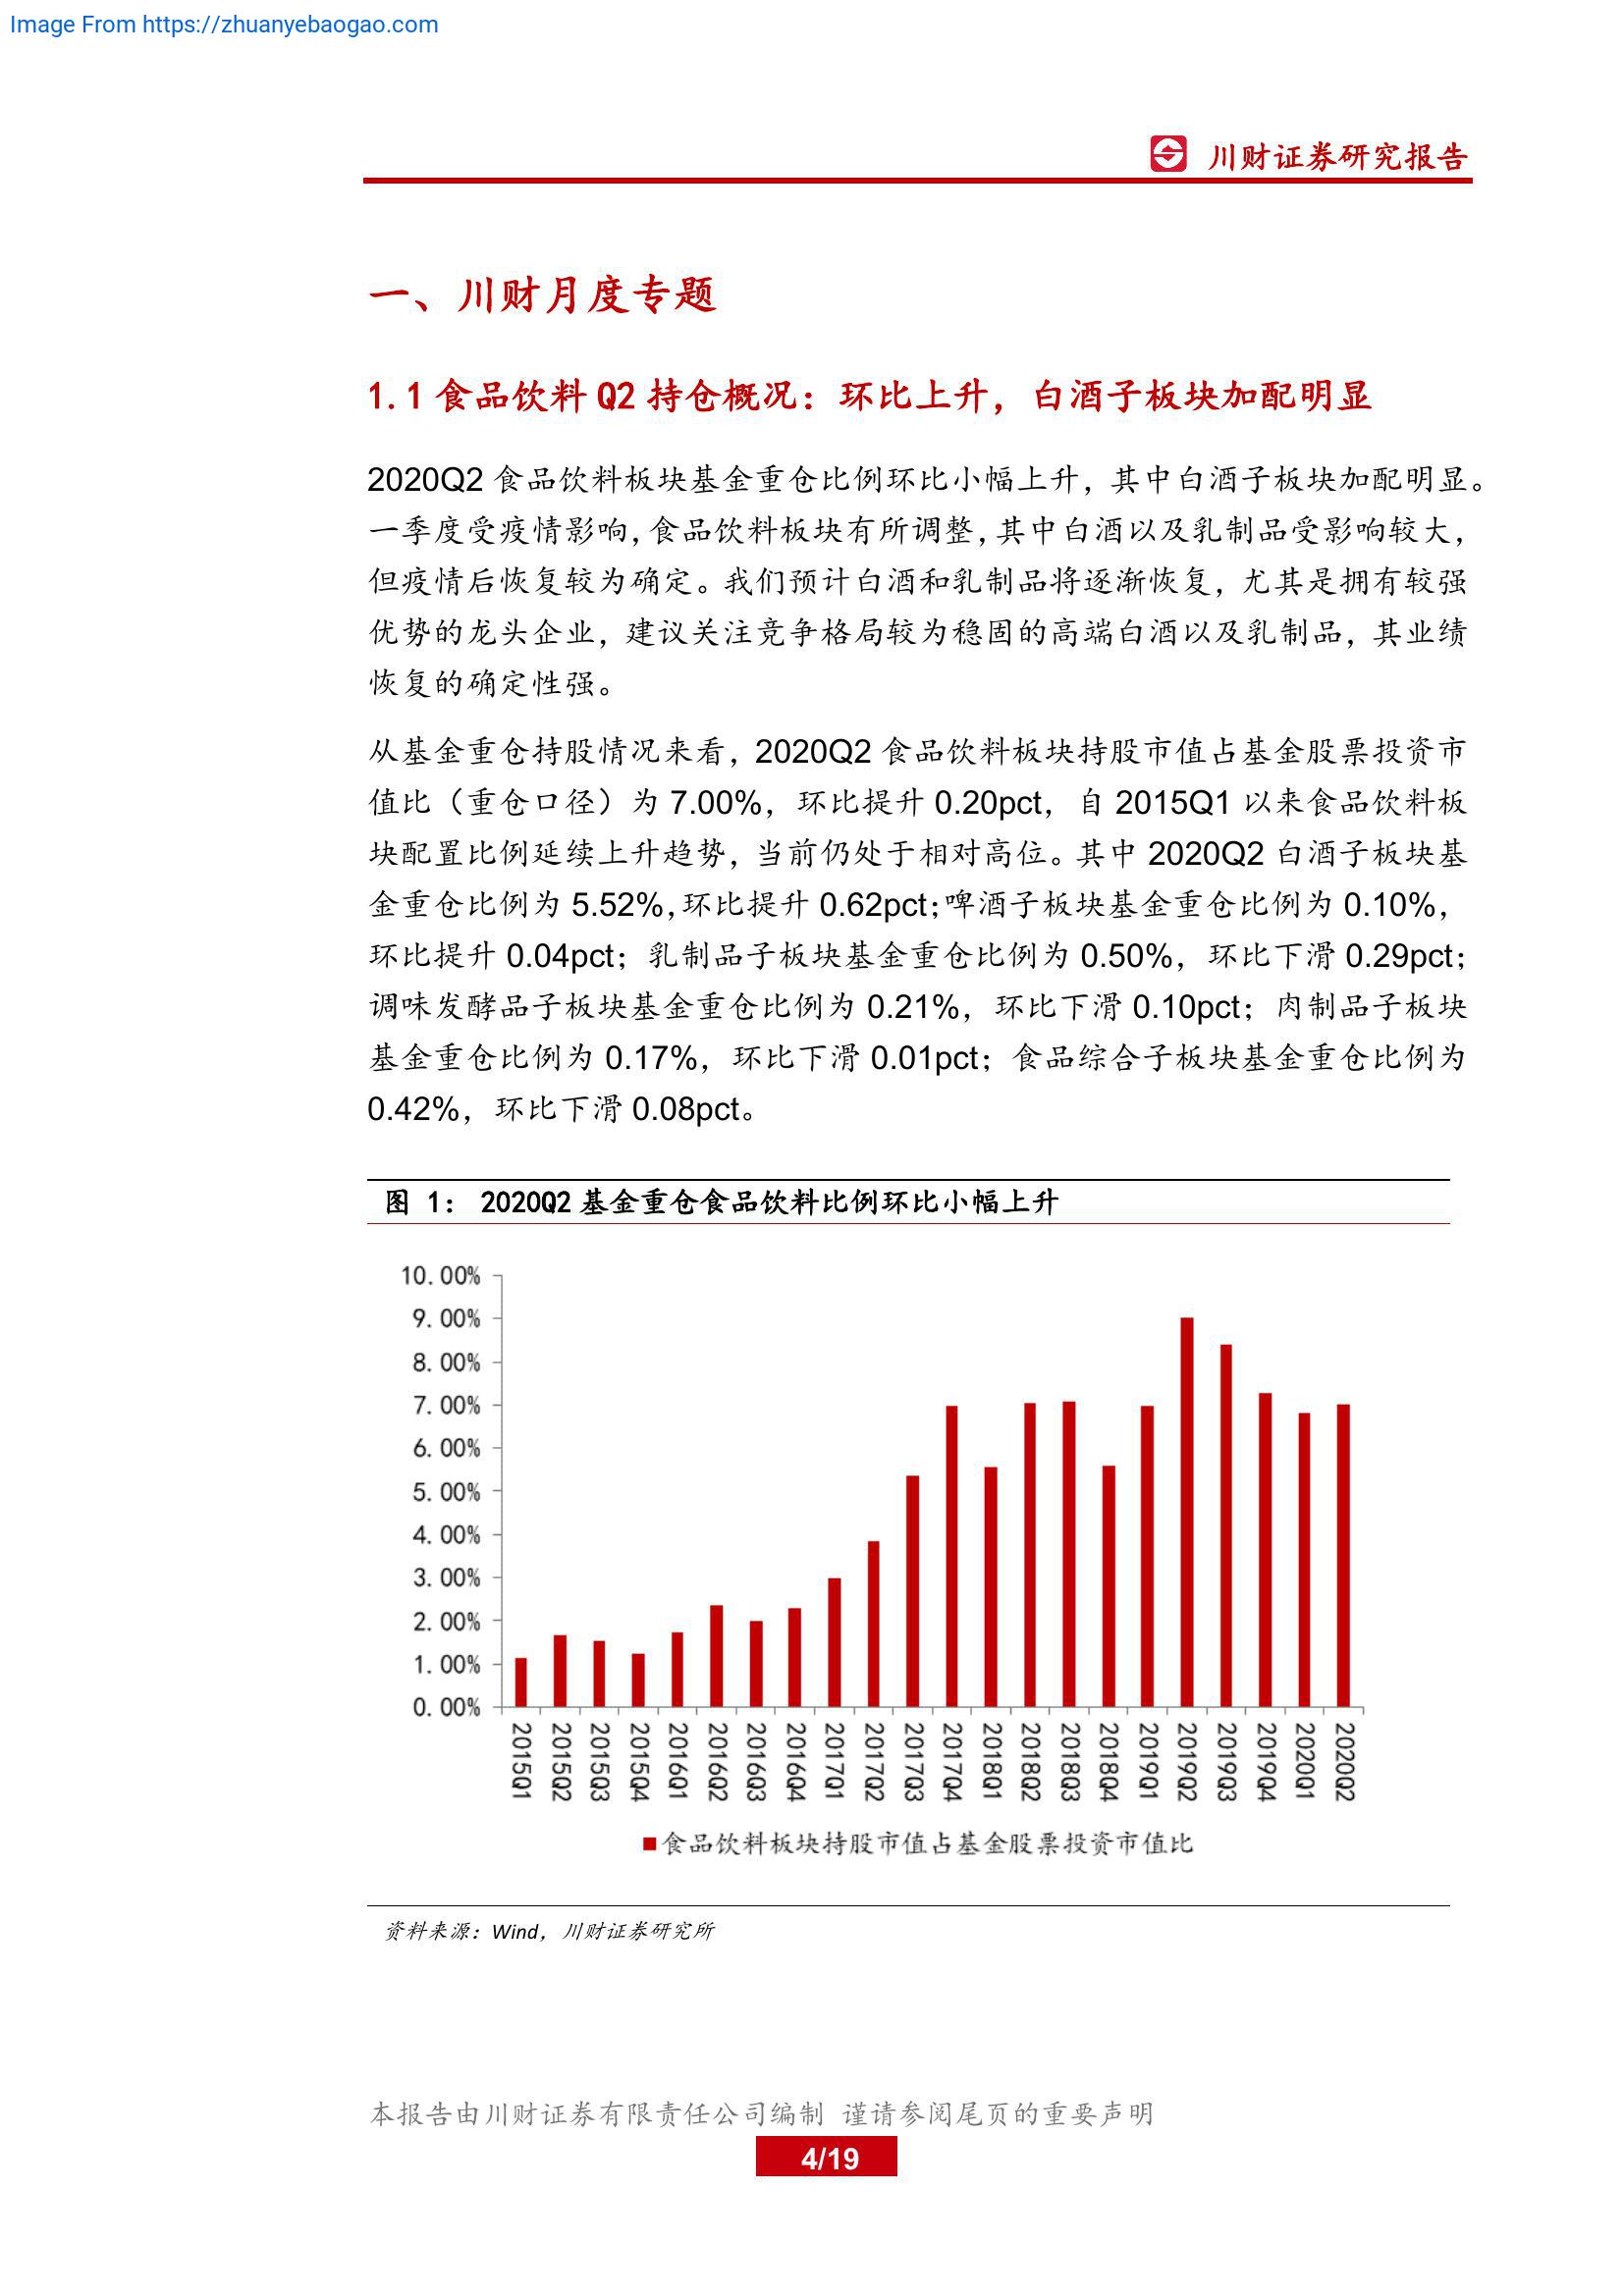 Image From https://zhuanyebaogao.com
川财证券研究报告
一、川财月度专题
1.1 食品饮料 Q2 持仓概况：环比上升，白酒子板块加配明显
2020Q2 食品饮料板块基金重仓比例环比小幅上升，其中白酒子板块加配明显。
一季度受疫情影响，食品饮料板块有所调整，其中白酒以及乳制品受影响较大，
但疫情后恢复较为确定。我们预计白酒和乳制品将逐渐恢复，尤其是拥有较强
优势的龙头企业，建议关注竞争格局较为稳固的高端白酒以及乳制品，其业绩
恢复的确定性强。
从基金重仓持股情况来看，2020Q2 食品饮料板块持股市值占基金股票投资市
值比（重仓口径）为 7.00%，环比提升 0.20pct，自 2015Q1 以来食品饮料板
块配置比例延续上升趋势，当前仍处于相对高位。其中 2020Q2 白酒子板块基
金重仓比例为 5.52%，环比提升 0.62pct；啤酒子板块基金重仓比例为 0.10%，
环比提升 0.04pct；乳制品子板块基金重仓比例为 0.50%，环比下滑 0.29pct；
调味发酵品子板块基金重仓比例为 0.21%，环比下滑 0.10pct；肉制品子板块
基金重仓比例为 0.17%，环比下滑 0.01pct；食品综合子板块基金重仓比例为
0.42%，环比下滑 0.08pct。
图 1： 2020Q2 基金重仓食品饮料比例环比小幅上升
10.00%
9.00%
8.00%
7.00%
6.00%
5.00%
4.00%
3.00%
2.00%
1.00%
0.00%
2015Q1
2015Q2
2015Q3
2015Q4
2016Q1
2016Q2
2016Q3
2016Q4
2017Q1
2017Q2
2017Q3
2017Q4
2018Q1
2018Q2
2018Q3
2018Q4
2019Q1
2019Q2
2019Q3
2019Q4
2020Q1
2020Q2
食品饮料板块持股市值占基金股票投资市值比
资料来源：Wind，川财证券研究所
本报告由川财证券有限责任公司编制 谨请参阅尾页的重要声明
4/19